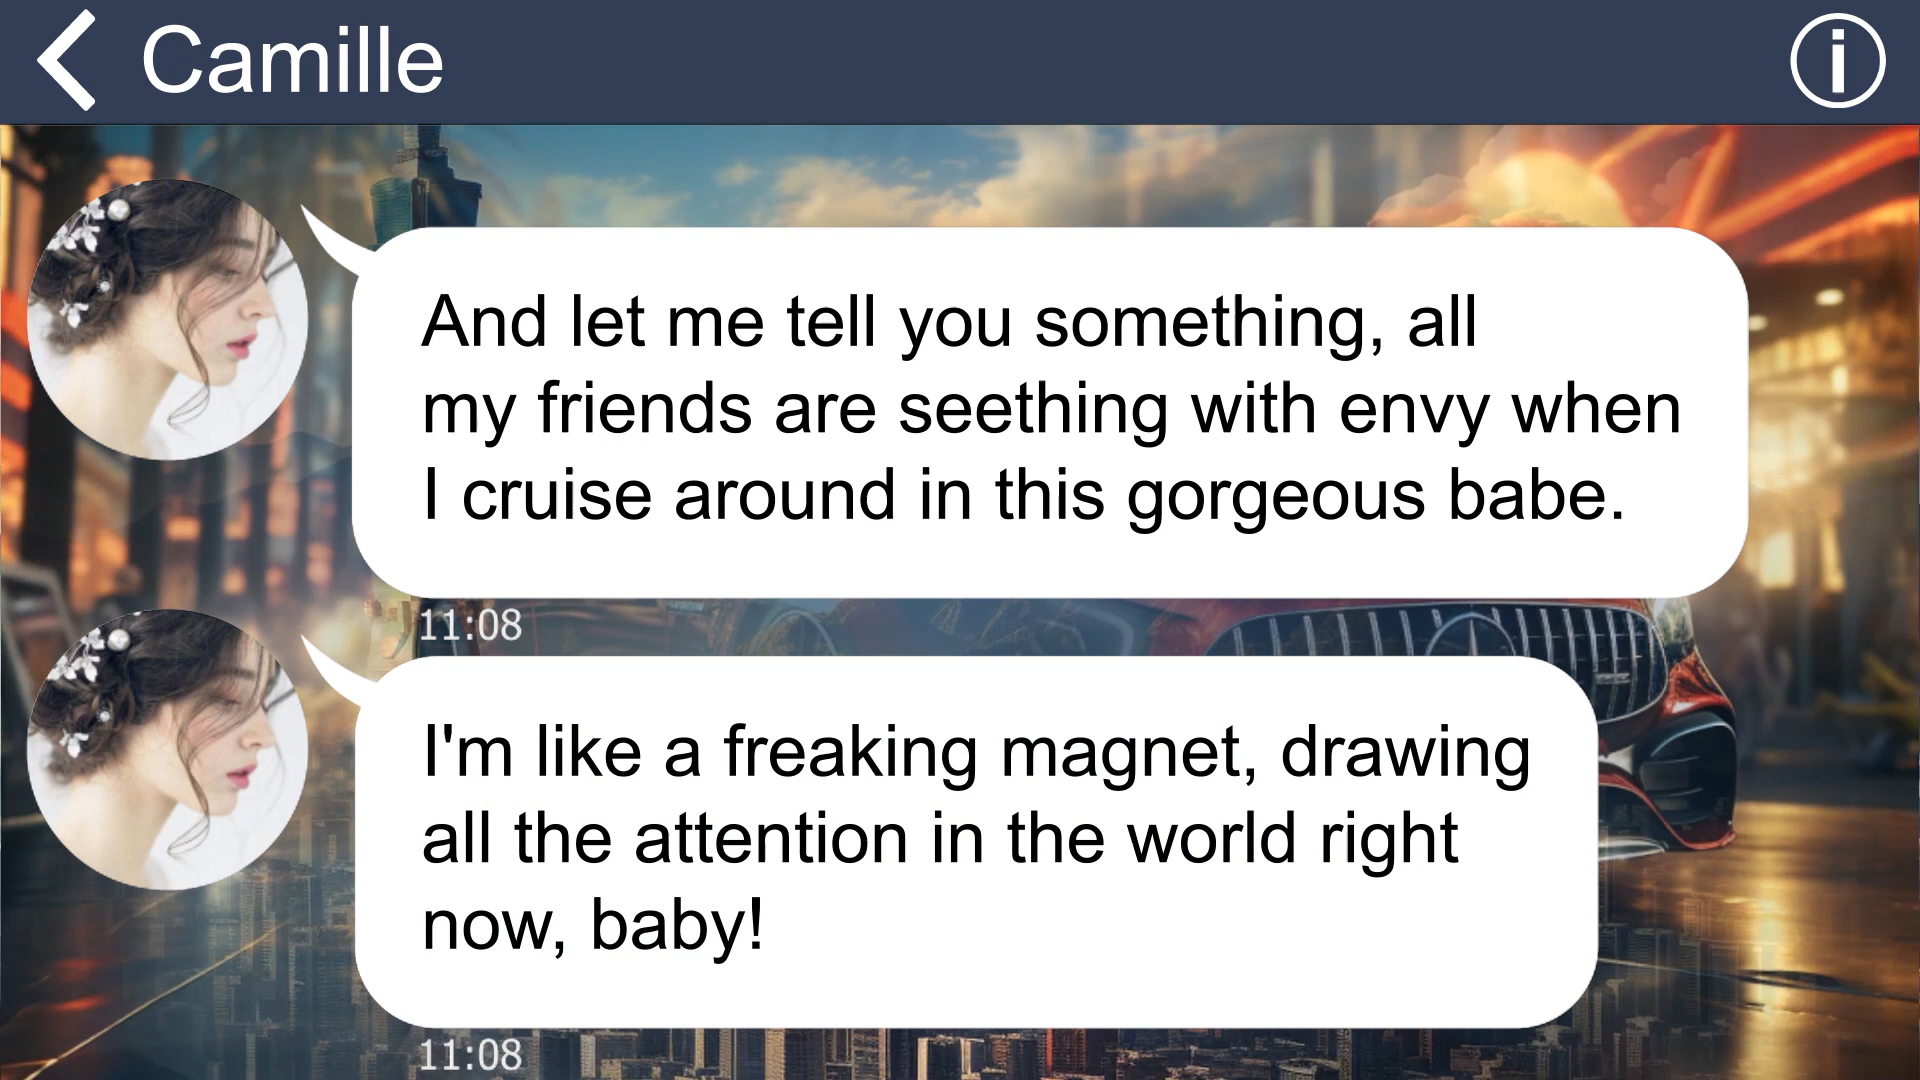 Camille
And let me tell you something, all
my friends are seething with envy when
I cruise around in this gorgeous babe.
11:08
I'm like a freaking magnet, drawing
all the attention in the world right
now, baby!
11:08